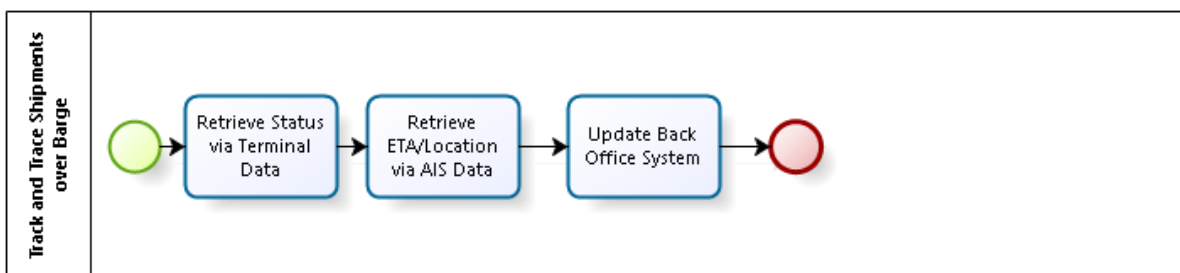 Track and Trace Shipments
over Barge
Retrieve Status
via Terminal
Data
Retrieve
ETA/Location
via AIS Data
Update Back
Office System